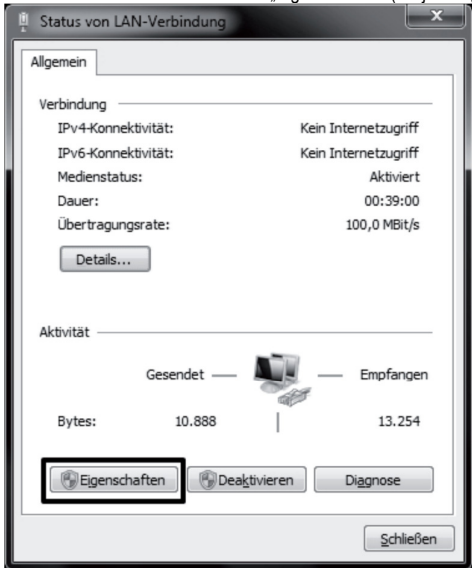 Status von LAN-Verbindung
Allgemein
Verbindung
IPv4-Konnektivität: Kein Internetzugriff
IPv6-Konnektivität: Kein Internetzugriff
Medienstatus: Aktiviert
Dauer: 00:39:00
Übertragungsrate: 100,0 MBit/s
Details...
Aktivität
Gesendet Empfangen
Bytes: 10.888 13.254
Eigenschaften Deaktivieren Diagnose
Schließen